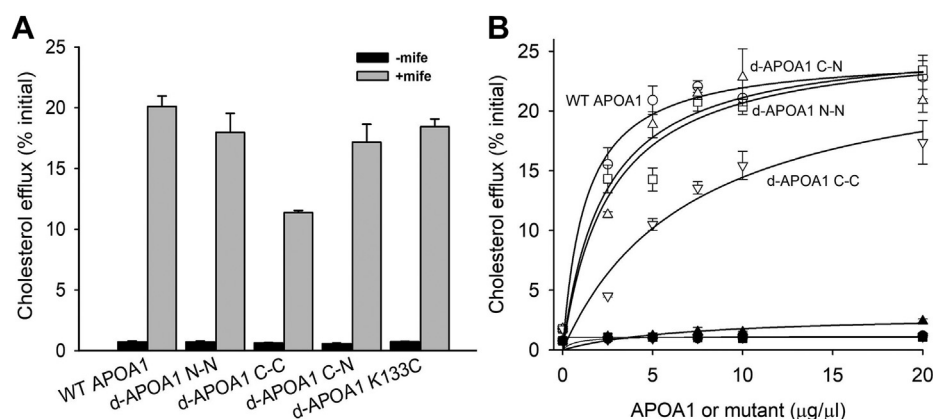 A
Cholesterol efflux (% initial)
25
20
15
10
5
0
-mife
+mife
WT APOA1
d-APOA1 N-N
d-APOA1 C-C
d-APOA1 C-N
d-APOA1 K133C
B
Cholesterol efflux (% initial)
25
20
15
10
5
0
WT APOA1
d-APOA1 C-N
d-APOA1 N-N
d-APOA1 C-C
0 5 10 15 20
APOA1 or mutant (μg/μl)